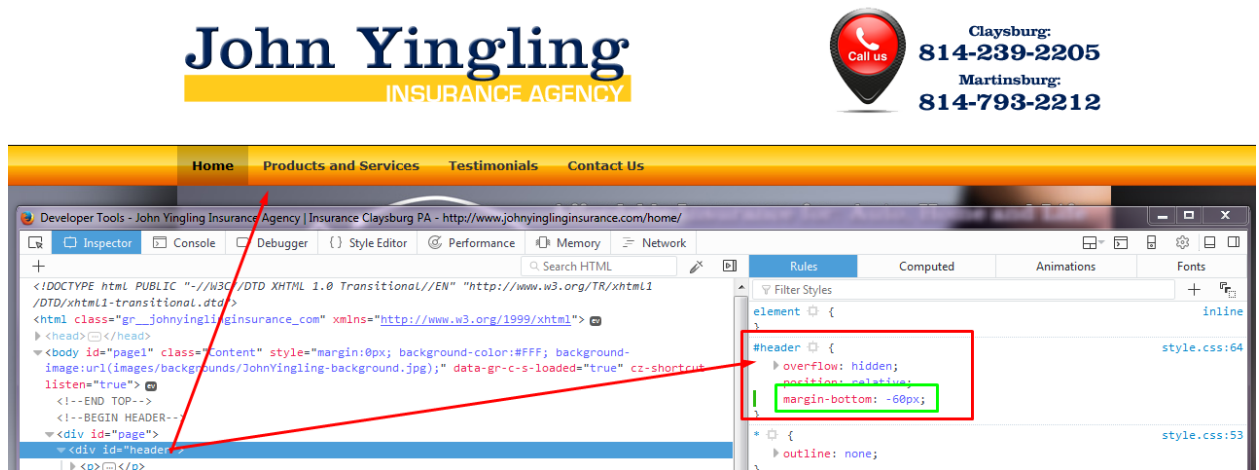 John Yingling
INSURANCE AGENCY
Call us
Claysburg:
814-239-2205
Martinsburg:
814-793-2212
Home Products and Services Testimonials Contact Us
Developer Tools - John Yingling Insurance Agency | Insurance Claysburg PA - http://www.johnyinglinginsurance.com/home/
Inspector Console Debugger {} Style Editor Performance Memory Network
Search HTML
Rules Computed Animations Fonts
<!DOCTYPE html PUBLIC "-//W3C//DTD XHTML 1.0 Transitional//EN" "http://www.w3.org/TR/xhtml1
/DTD/xhtml1-transitional.dtd">
<html class="gr__johnyinglinginsurance_com" xmlns="http://www.w3.org/1999/xhtml"> ev
<head>…</head>
<body id="page1" class="Content" style="margin:0px; background-color:#FFF; background-
image:url(images/backgrounds/JohnYingling-background.jpg);" data-gr-c-s-loaded="true" cz-shortcut
listen="true"> ev
<!--END TOP-->
<!--BEGIN HEADER-->
<div id="page">
<div id="header">
<p>…</p>
Filter Styles
element { inline
}
#header { style.css:64
overflow: hidden;
position: relative;
margin-bottom: -60px;
}
* { style.css:53
outline: none;
}